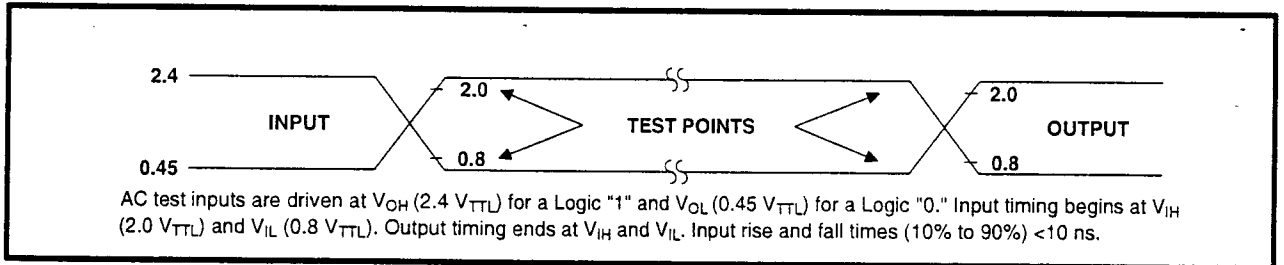 2.4
2.0
2.0
INPUT
TEST POINTS
OUTPUT
0.8
0.8
0.45
AC test inputs are driven at VOH (2.4 VTTL) for a Logic "1" and VOL (0.45 VTTL) for a Logic "0." Input timing begins at VIH
(2.0 VTTL) and VIL (0.8 VTTL). Output timing ends at VIH and VIL. Input rise and fall times (10% to 90%) <10 ns.